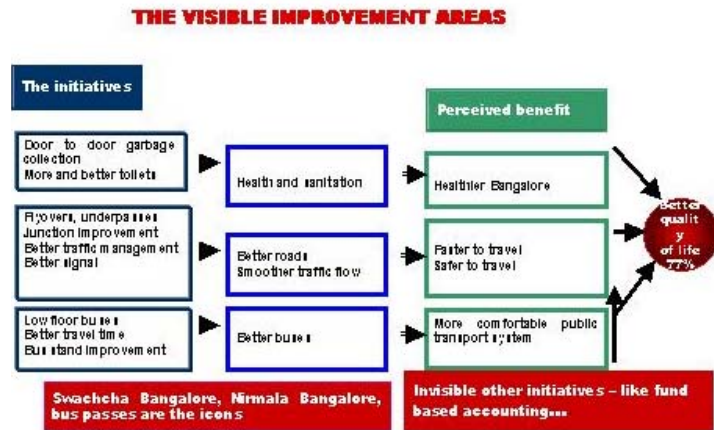 THE VISIBLE IMPROVEMENT AREAS
The initiatives
Perceived benefit
Door to door garbage
collection
More and better toilets
Health and sanitation
Healthier Bangalore
Flyovers, underpasses
Junction improvement
Better traffic management
Better signal
Better roads
Smoother traffic flow
Faster to travel
Safer to travel
Better
qualit
y
of life
77%
Low floor buses
Better travel time
Bus stand improvement
Better buses
More comfortable public
transport system
Swachcha Bangalore, Nirmala Bangalore,
bus passes are the icons
Invisible other initiatives – like fund
based accounting...